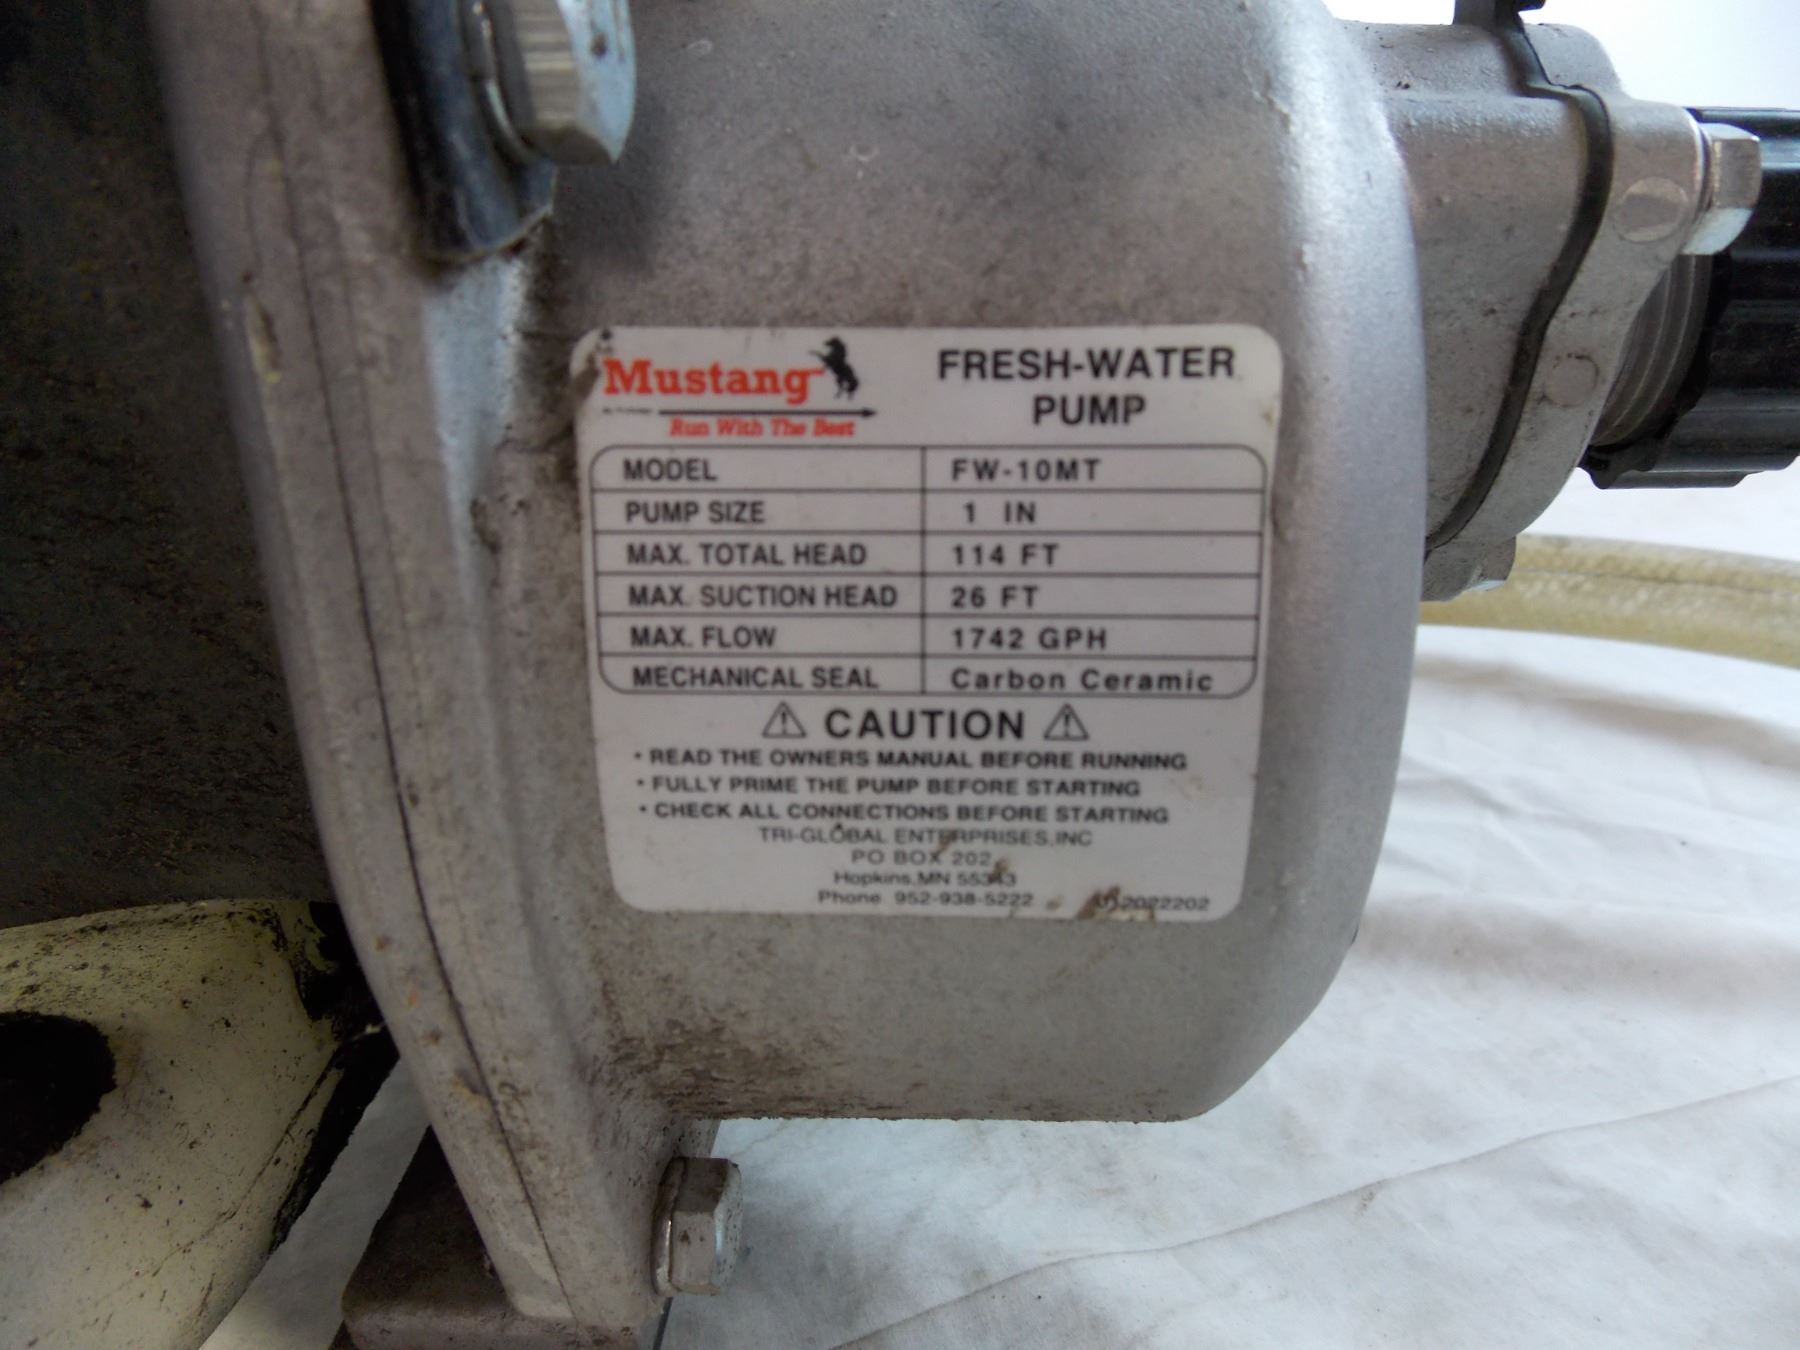 Mustang
FRESH-WATER
PUMP
Run With The Best
MODEL FW-10MT
PUMP SIZE 1 IN
MAX. TOTAL HEAD 114 FT
MAX. SUCTION HEAD 26 FT
MAX. FLOW 1742 GPH
MECHANICAL SEAL Carbon Ceramic
CAUTION
• READ THE OWNERS MANUAL BEFORE RUNNING
• FULLY PRIME THE PUMP BEFORE STARTING
• CHECK ALL CONNECTIONS BEFORE STARTING
TRI-GLOBAL ENTERPRISES,INC
PO BOX 202
Hopkins,MN 55343
Phone 952-938-5222